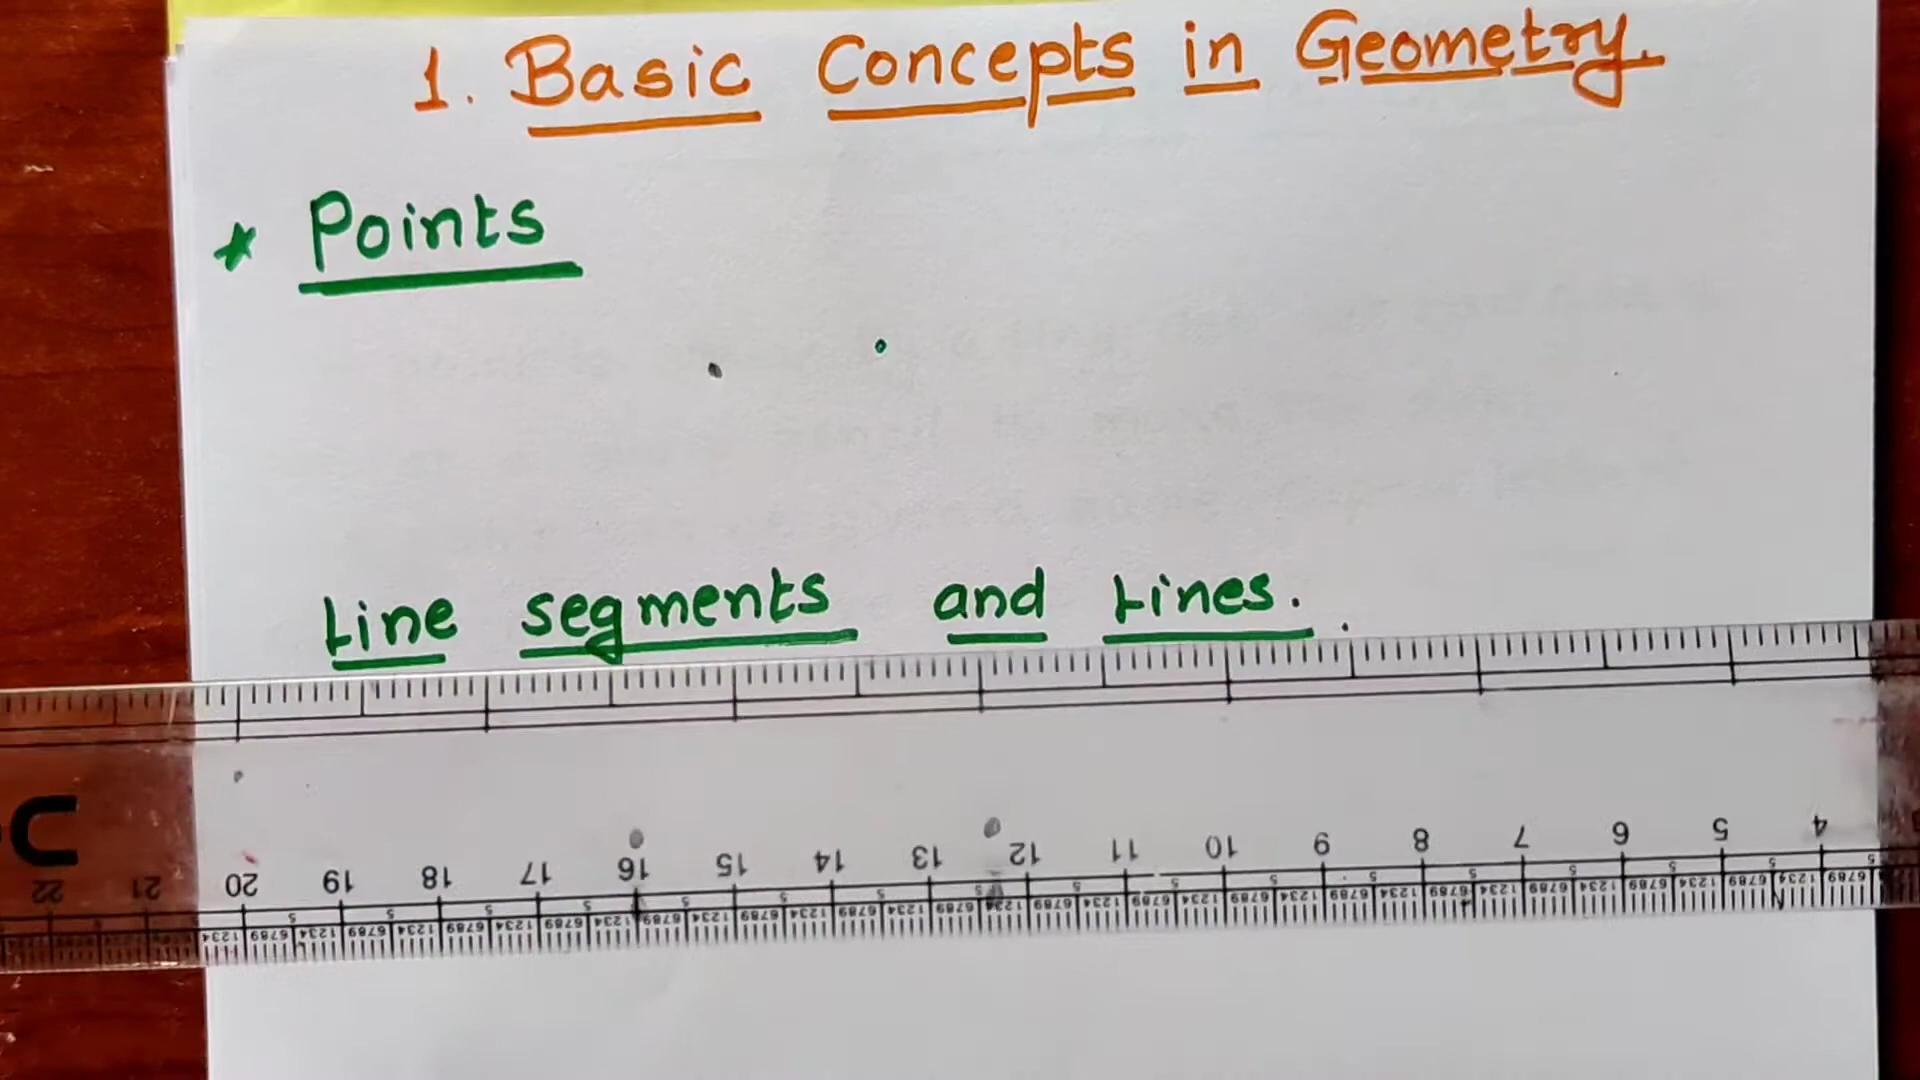 1. Basic Concepts in Geometry.
* Points
Line segments and Lines.
22 21 20 19 18 17 16 15 14 13 12 11 10 9 8 7 6 5 4